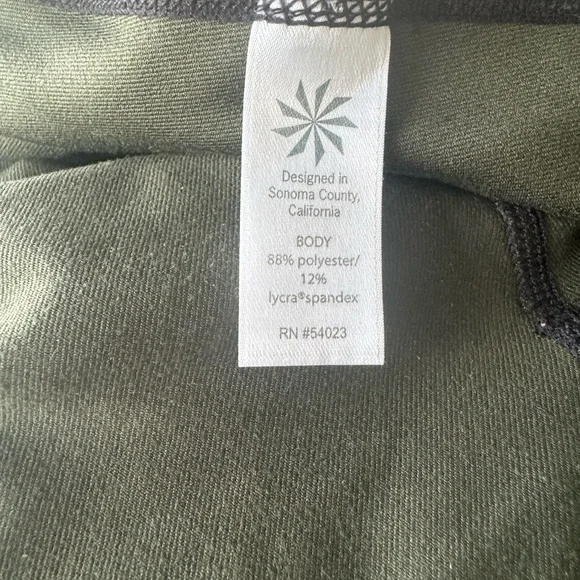 Designed in
Sonoma County,
California
BODY
88% polyester/
12%
lycra®spandex
RN #54023